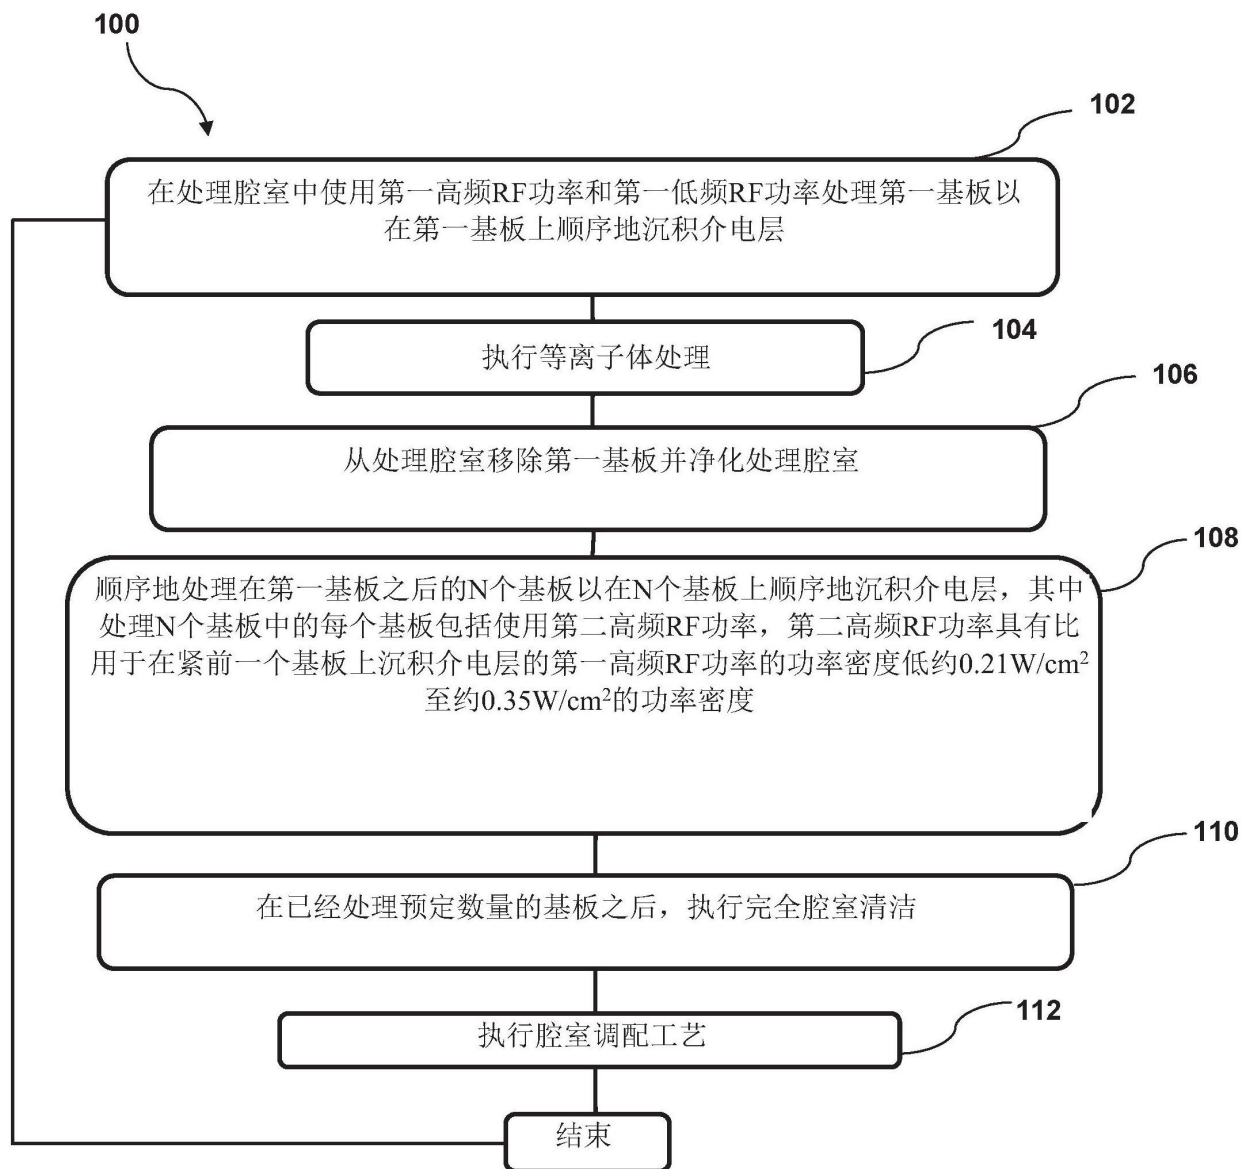 100
102
在处理腔室中使用第一高频RF功率和第一低频RF功率处理第一基板以
在第一基板上顺序地沉积介电层
104
执行等离子体处理
106
从处理腔室移除第一基板并净化处理腔室
108
顺序地处理在第一基板之后的N个基板以在N个基板上顺序地沉积介电层，其中
处理N个基板中的每个基板包括使用第二高频RF功率，第二高频RF功率具有比
用于在紧前一个基板上沉积介电层的第一高频RF功率的功率密度低约0.21W/cm²
至约0.35W/cm²的功率密度
110
在已经处理预定数量的基板之后，执行完全腔室清洁
112
执行腔室调配工艺
结束